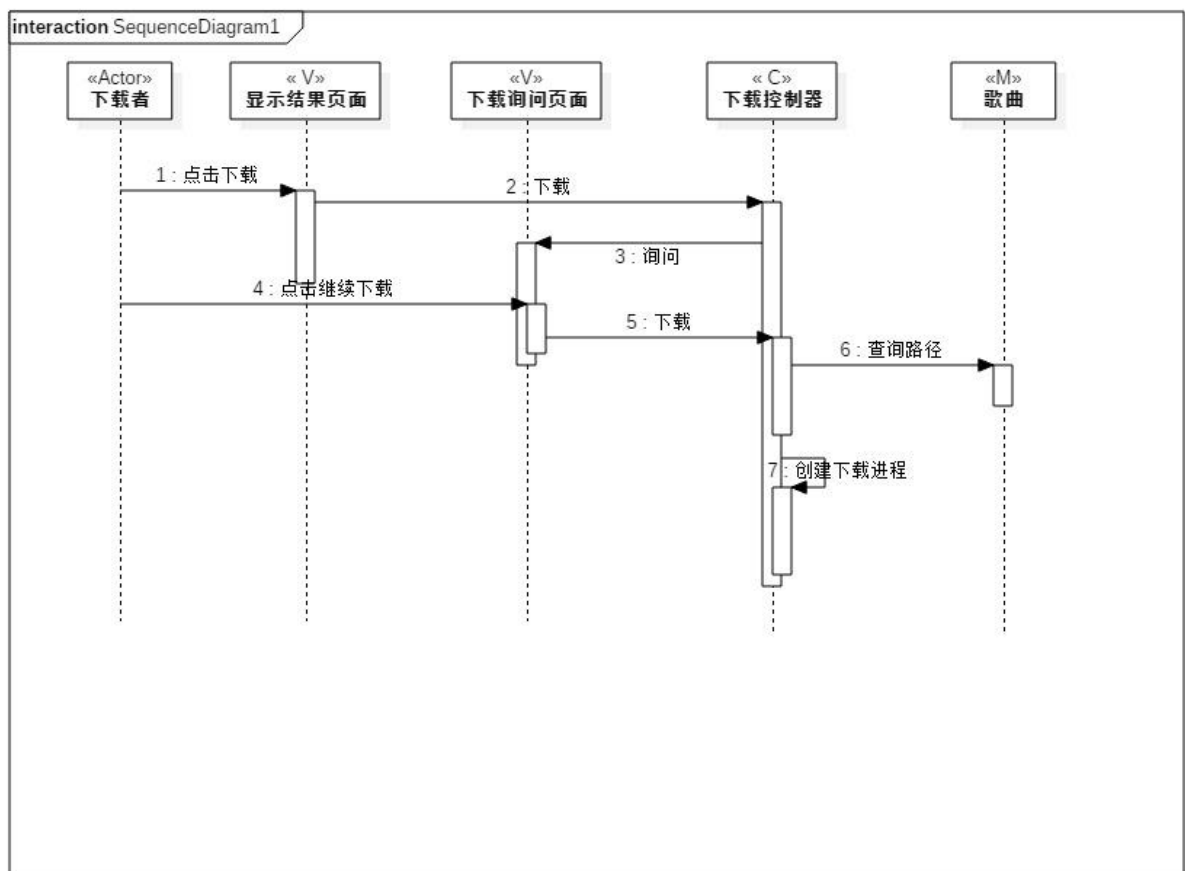 interaction SequenceDiagram1
«Actor»
下载者
« V»
显示结果页面
«V»
下载询问页面
« C»
下载控制器
«M»
歌曲
1 : 点击下载
2 : 下载
3 : 询问
4 : 点击继续下载
5 : 下载
6 : 查询路径
7 : 创建下载进程